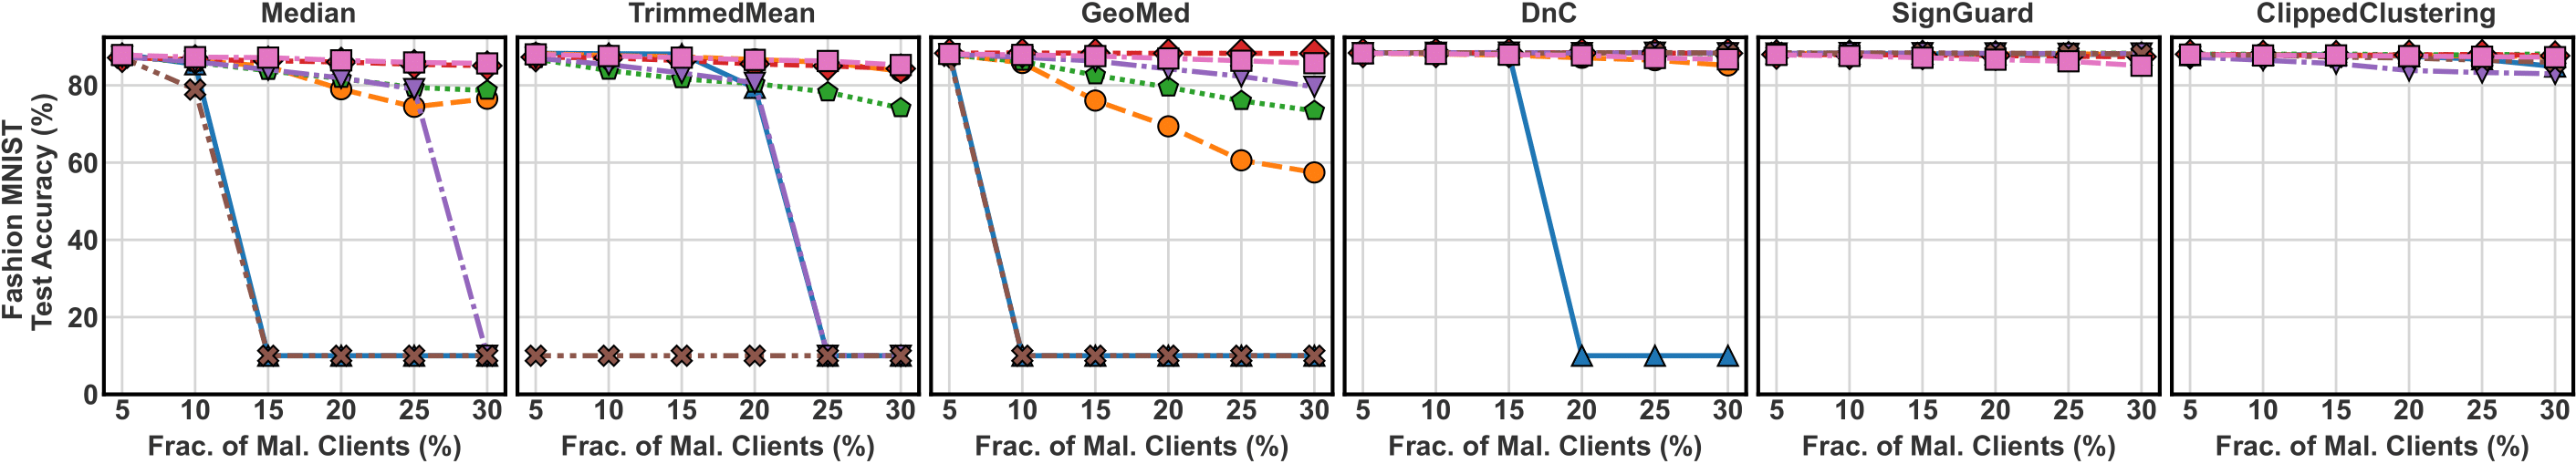 Median TrimmedMean GeoMed DnC SignGuard ClippedClustering
Fashion MNIST
Test Accuracy (%)
80
60
40
20
0
5 10 15 20 25 30 5 10 15 20 25 30 5 10 15 20 25 30 5 10 15 20 25 30 5 10 15 20 25 30 5 10 15 20 25 30
Frac. of Mal. Clients (%) Frac. of Mal. Clients (%) Frac. of Mal. Clients (%) Frac. of Mal. Clients (%) Frac. of Mal. Clients (%) Frac. of Mal. Clients (%)